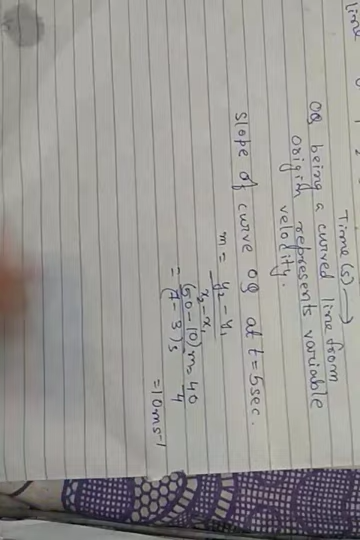 Time (s) →
OQ being a curved line from
origin represents variable
velocity.
Slope of curve OQ at t = 5sec.
m = y₂ - y₁ / x₂ - x₁
= (50 - 10)m / (7 - 3)s = 40 / 4
= 10ms⁻¹